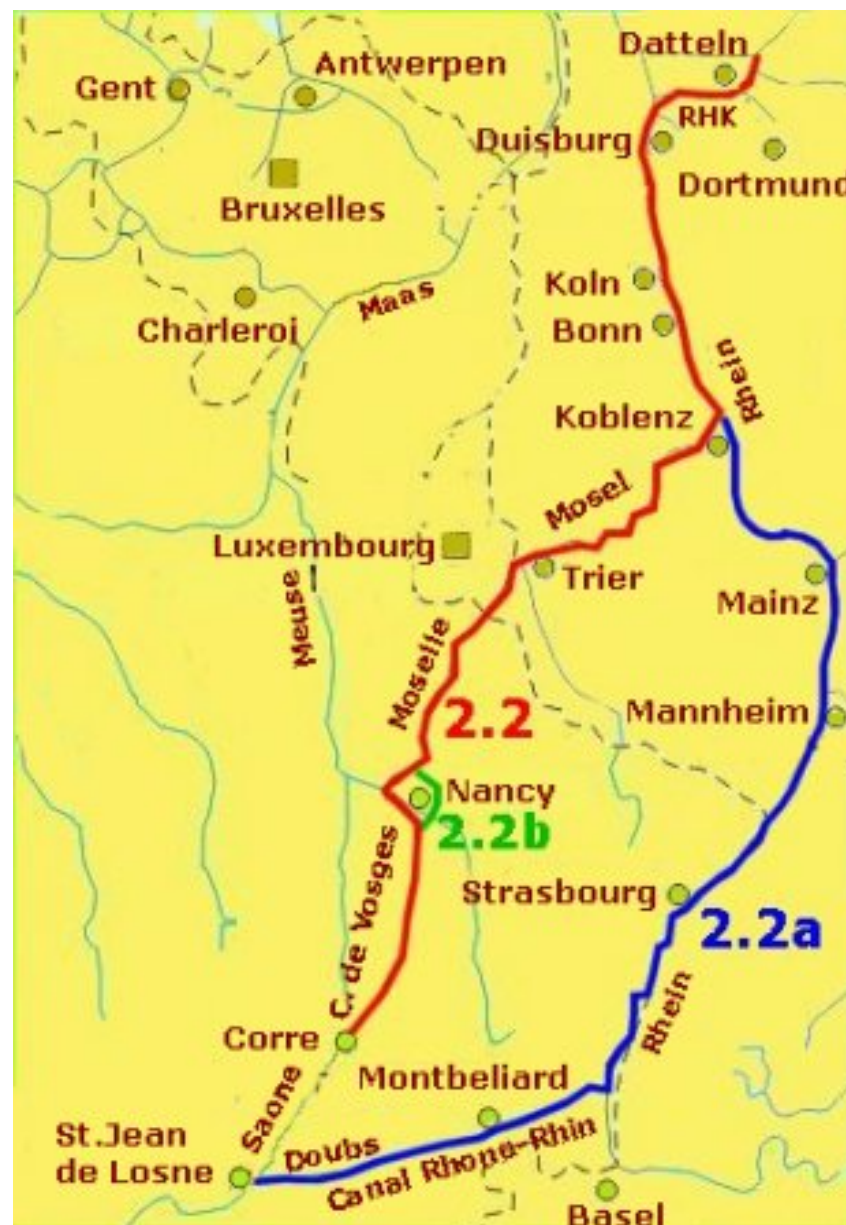 Datteln
Antwerpen
Gent
RHK
Duisburg
Dortmund
Bruxelles
Koln
Maas
Charleroi
Bonn
Rhein
Koblenz
Mosel
Luxembourg
Trier
Mainz
Meuse
Moselle
2.2
Mannheim
Nancy
2.2b
Strasbourg
2.2a
C. de Vosges
Rhein
Corre
Montbeliard
Saone
St.Jean
de Losne
Doubs
Canal Rhone-Rhin
Basel